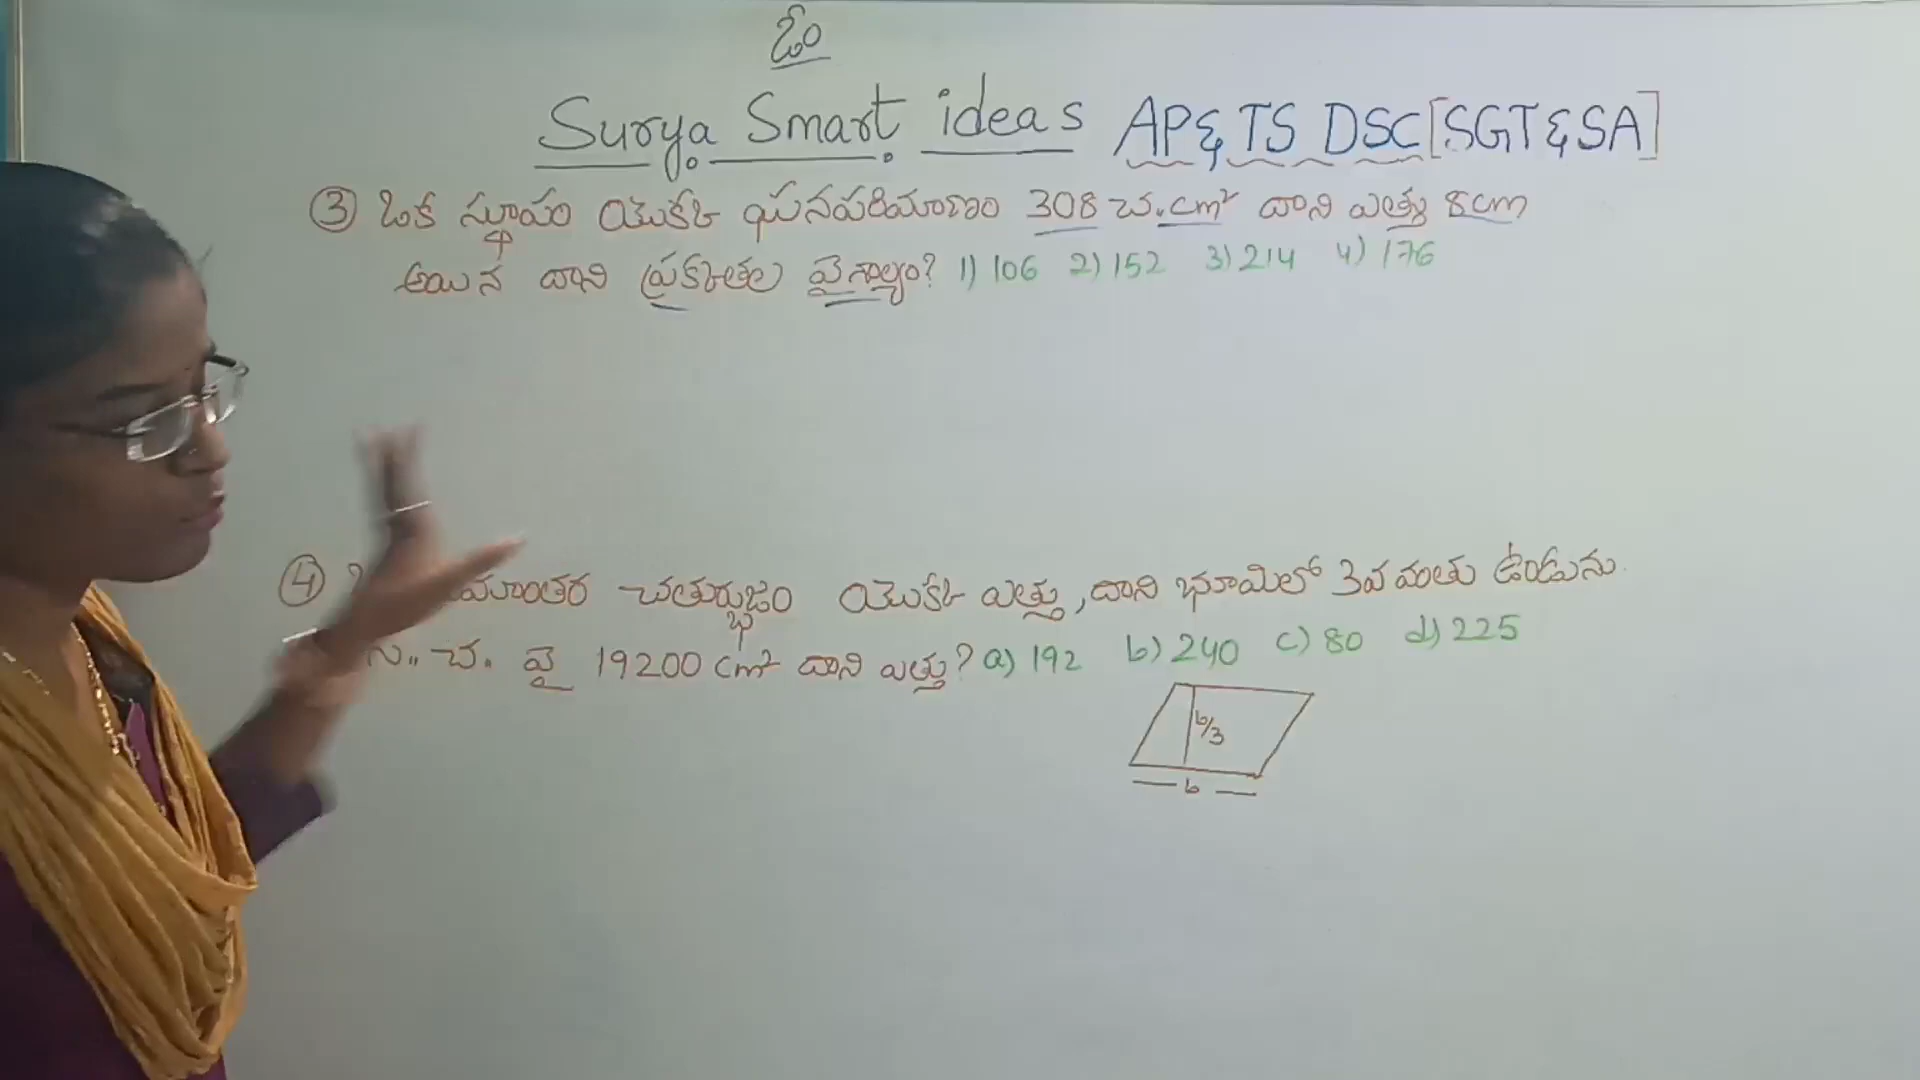 ఓం
Surya Smart ideas AP& TS DSC[SGT&SA]
③ ఒక స్థూపం యొక్క ఘనపరిమాణం 308 చ.cm² దాని ఎత్తు 8cm
అయిన దాని ప్రక్కతల వైశాల్యం? 1) 106 2) 152 3) 214 4) 176
④ మాంతర చతుర్భుజం యొక్క ఎత్తు, దాని భూమిలో 3వ వంతు ఉండును.
చ. వై 19200 cm² దాని ఎత్తు? a) 192 b) 240 c) 80 d) 225
b/3
b